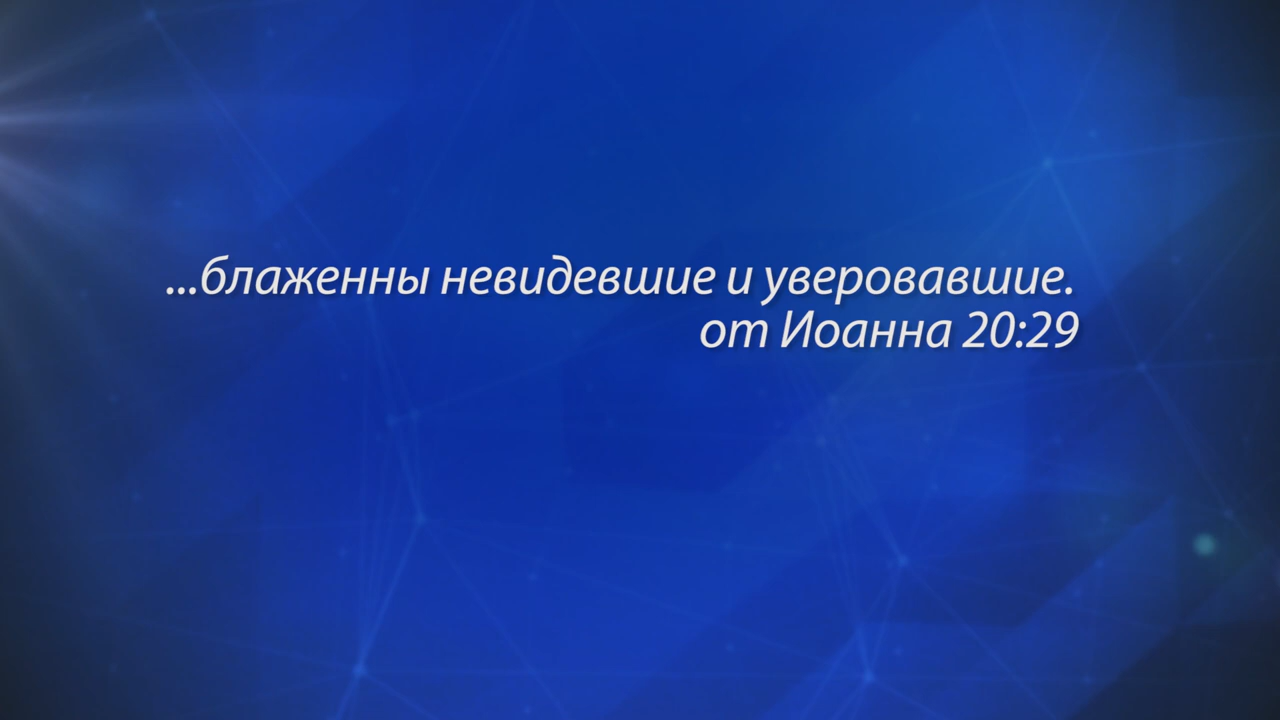 ...блаженны невидевшие и уверовавшие.
от Иоанна 20:29